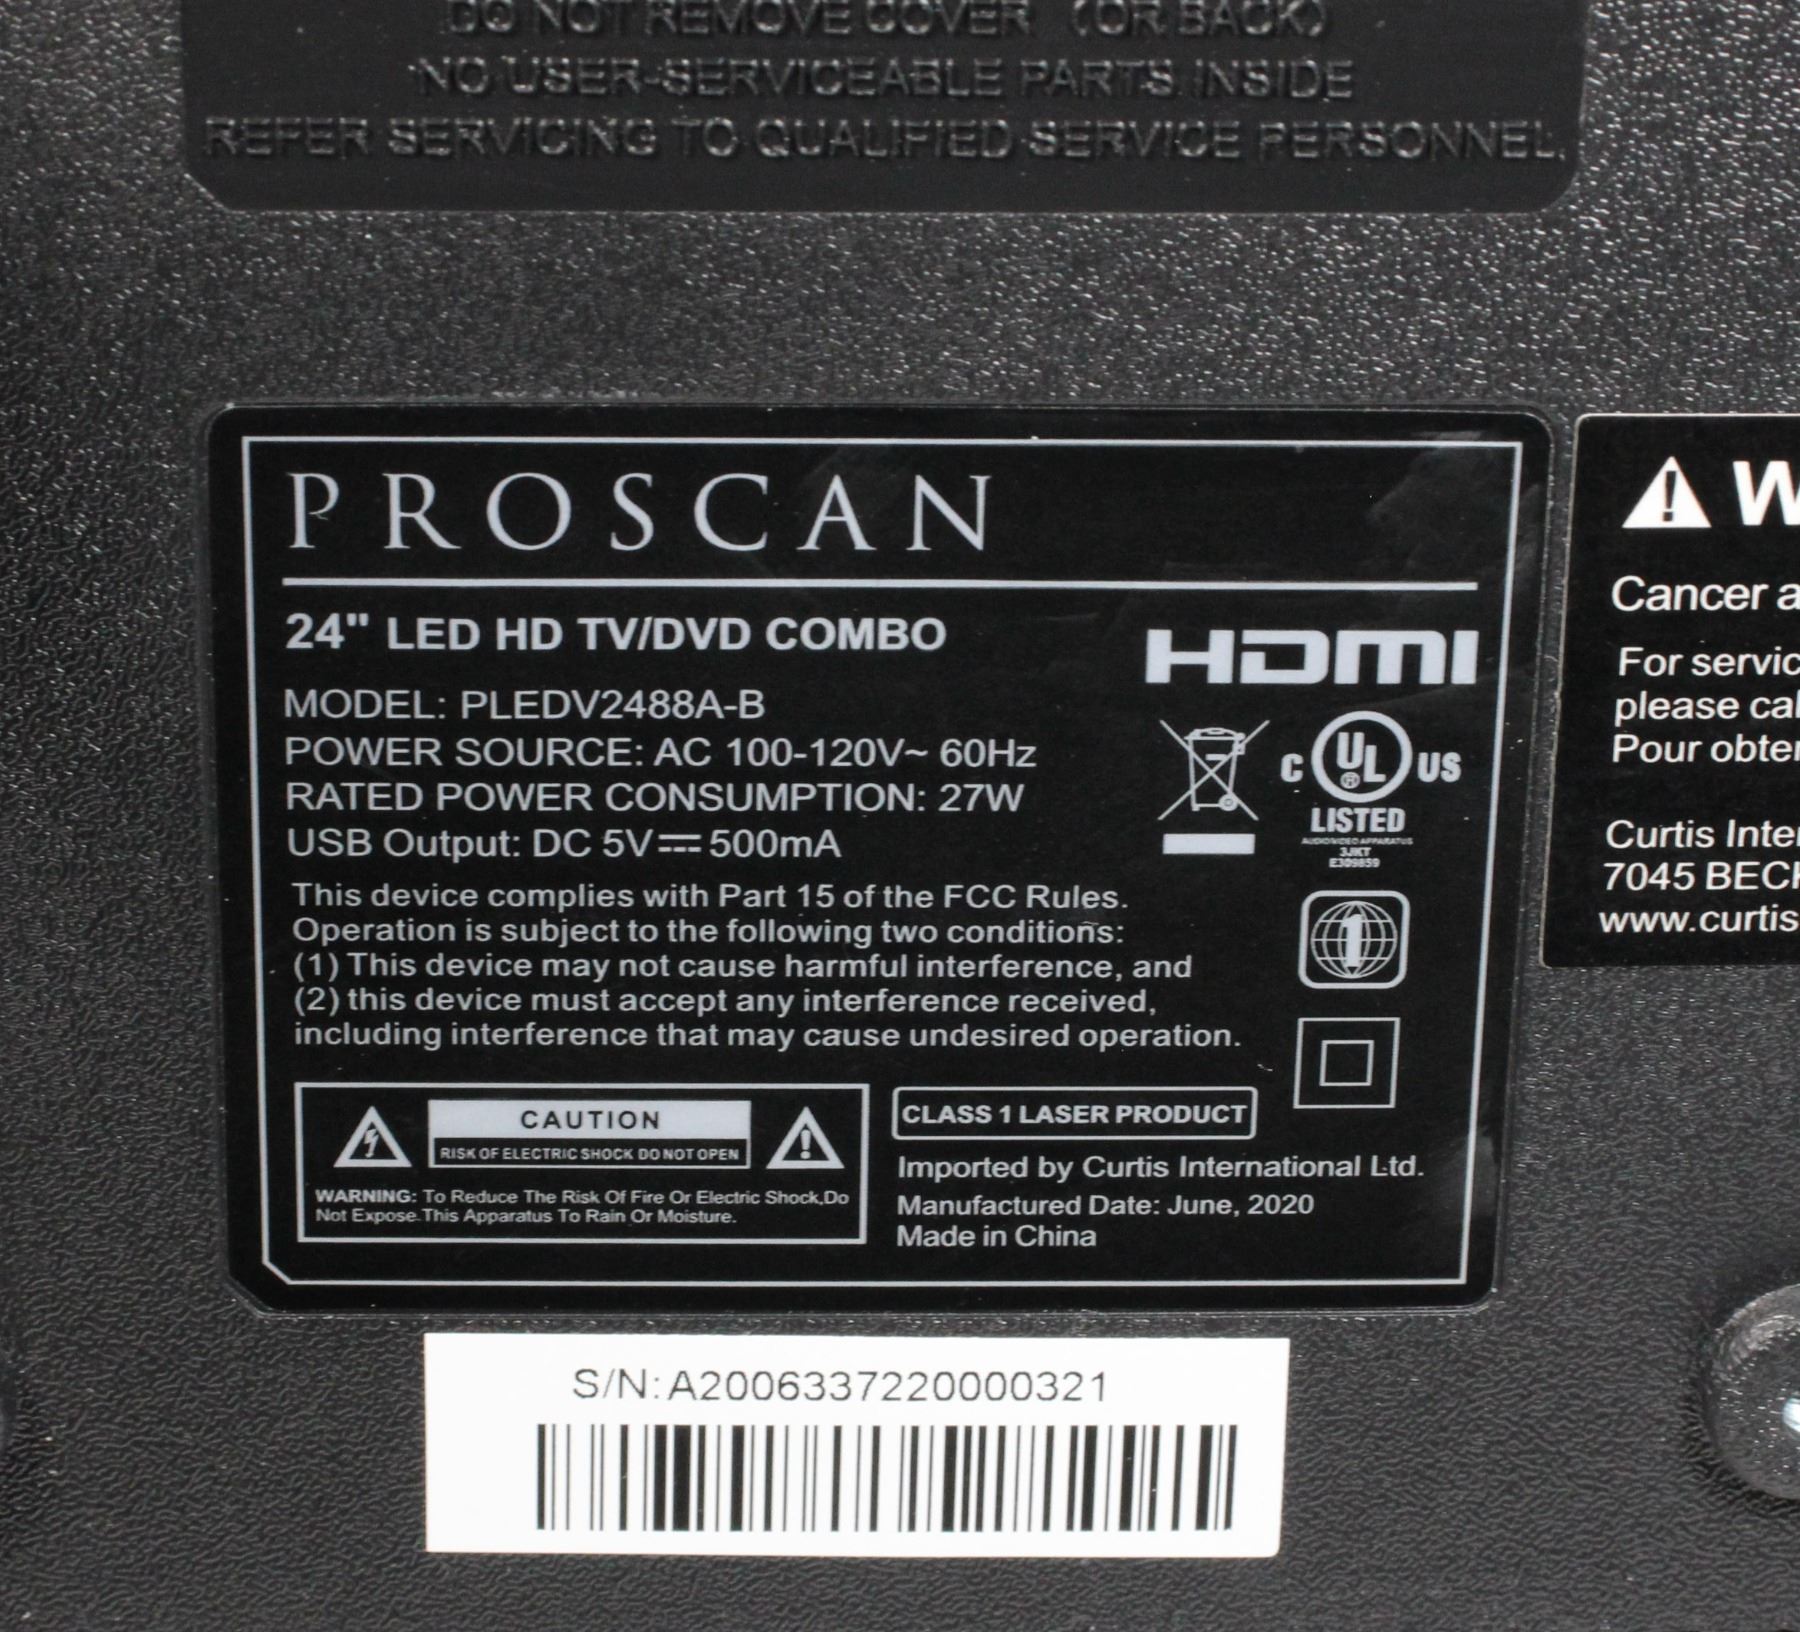 DO NOT REMOVE COVER (OR BACK)
NO USER-SERVICEABLE PARTS INSIDE
REFER SERVICING TO QUALIFIED SERVICE PERSONNEL.
PROSCAN
24" LED HD TV/DVD COMBO
HDMI
MODEL: PLEDV2488A-B
POWER SOURCE: AC 100-120V~ 60Hz
RATED POWER CONSUMPTION: 27W
USB Output: DC 5V⎓500mA
C UL® US
LISTED
AUDIO/VIDEO APPARATUS
3JKT
E309859
This device complies with Part 15 of the FCC Rules.
Operation is subject to the following two conditions:
(1) This device may not cause harmful interference, and
(2) this device must accept any interference received,
including interference that may cause undesired operation.
1
CAUTION
RISK OF ELECTRIC SHOCK DO NOT OPEN
WARNING: To Reduce The Risk Of Fire Or Electric Shock,Do
Not Expose This Apparatus To Rain Or Moisture.
CLASS 1 LASER PRODUCT
Imported by Curtis International Ltd.
Manufactured Date: June, 2020
Made in China
S/N:A2006337220000321
W
Cancer a
For servic
please cal
Pour obter
Curtis Inter
7045 BECK
www.curtis